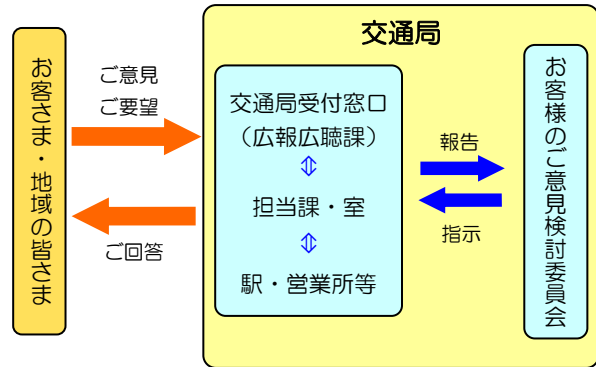 交通局
お客さま・地域の皆さま
ご意見
ご要望
ご回答
交通局受付窓口
（広報広聴課）
⇕
担当課・室
⇕
駅・営業所等
報告
指示
お客様のご意見検討委員会